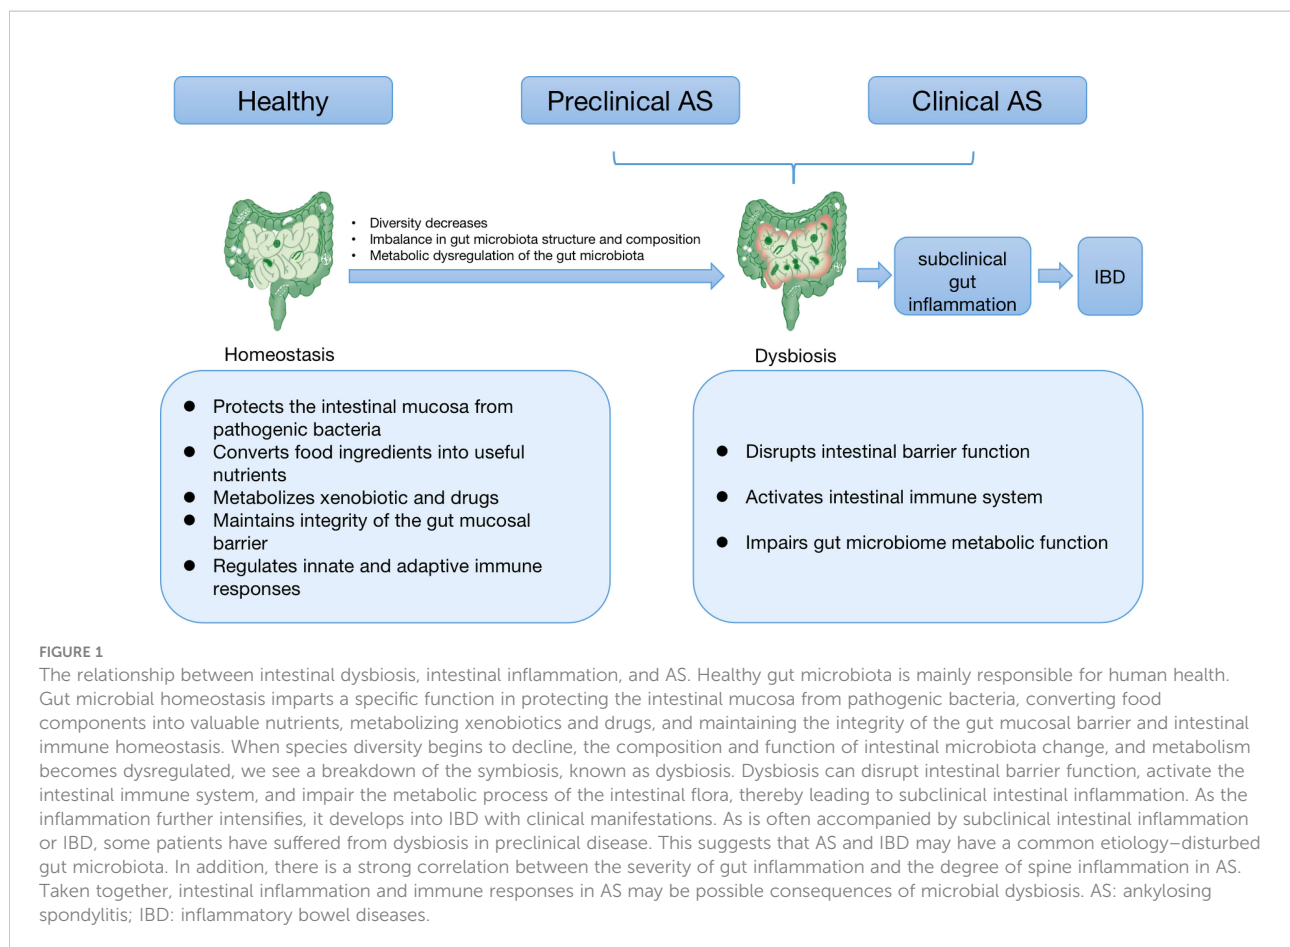 Healthy
Preclinical AS
Clinical AS
• Diversity decreases
• Imbalance in gut microbiota structure and composition
• Metabolic dysregulation of the gut microbiota
subclinical
gut
inflammation
IBD
Homeostasis
Dysbiosis
● Protects the intestinal mucosa from
pathogenic bacteria
● Converts food ingredients into useful
nutrients
● Metabolizes xenobiotic and drugs
● Maintains integrity of the gut mucosal
barrier
● Regulates innate and adaptive immune
responses
● Disrupts intestinal barrier function
● Activates intestinal immune system
● Impairs gut microbiome metabolic function
FIGURE 1
The relationship between intestinal dysbiosis, intestinal inflammation, and AS. Healthy gut microbiota is mainly responsible for human health.
Gut microbial homeostasis imparts a specific function in protecting the intestinal mucosa from pathogenic bacteria, converting food
components into valuable nutrients, metabolizing xenobiotics and drugs, and maintaining the integrity of the gut mucosal barrier and intestinal
immune homeostasis. When species diversity begins to decline, the composition and function of intestinal microbiota change, and metabolism
becomes dysregulated, we see a breakdown of the symbiosis, known as dysbiosis. Dysbiosis can disrupt intestinal barrier function, activate the
intestinal immune system, and impair the metabolic process of the intestinal flora, thereby leading to subclinical intestinal inflammation. As the
inflammation further intensifies, it develops into IBD with clinical manifestations. As is often accompanied by subclinical intestinal inflammation
or IBD, some patients have suffered from dysbiosis in preclinical disease. This suggests that AS and IBD may have a common etiology–disturbed
gut microbiota. In addition, there is a strong correlation between the severity of gut inflammation and the degree of spine inflammation in AS.
Taken together, intestinal inflammation and immune responses in AS may be possible consequences of microbial dysbiosis. AS: ankylosing
spondylitis; IBD: inflammatory bowel diseases.